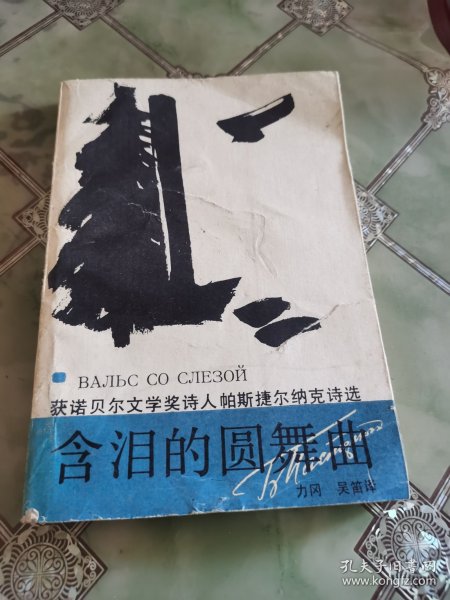 ВАЛЬС СО СЛЕЗОЙ
获诺贝尔文学奖诗人帕斯捷尔纳克诗选
含泪的圆舞曲
力冈 吴笛译
孔夫子旧书网
www.kongfz.com